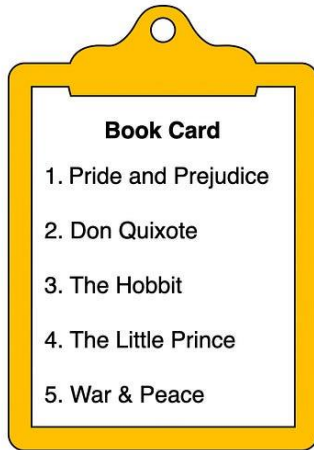 Book Card
1. Pride and Prejudice
2. Don Quixote
3. The Hobbit
4. The Little Prince
5. War & Peace